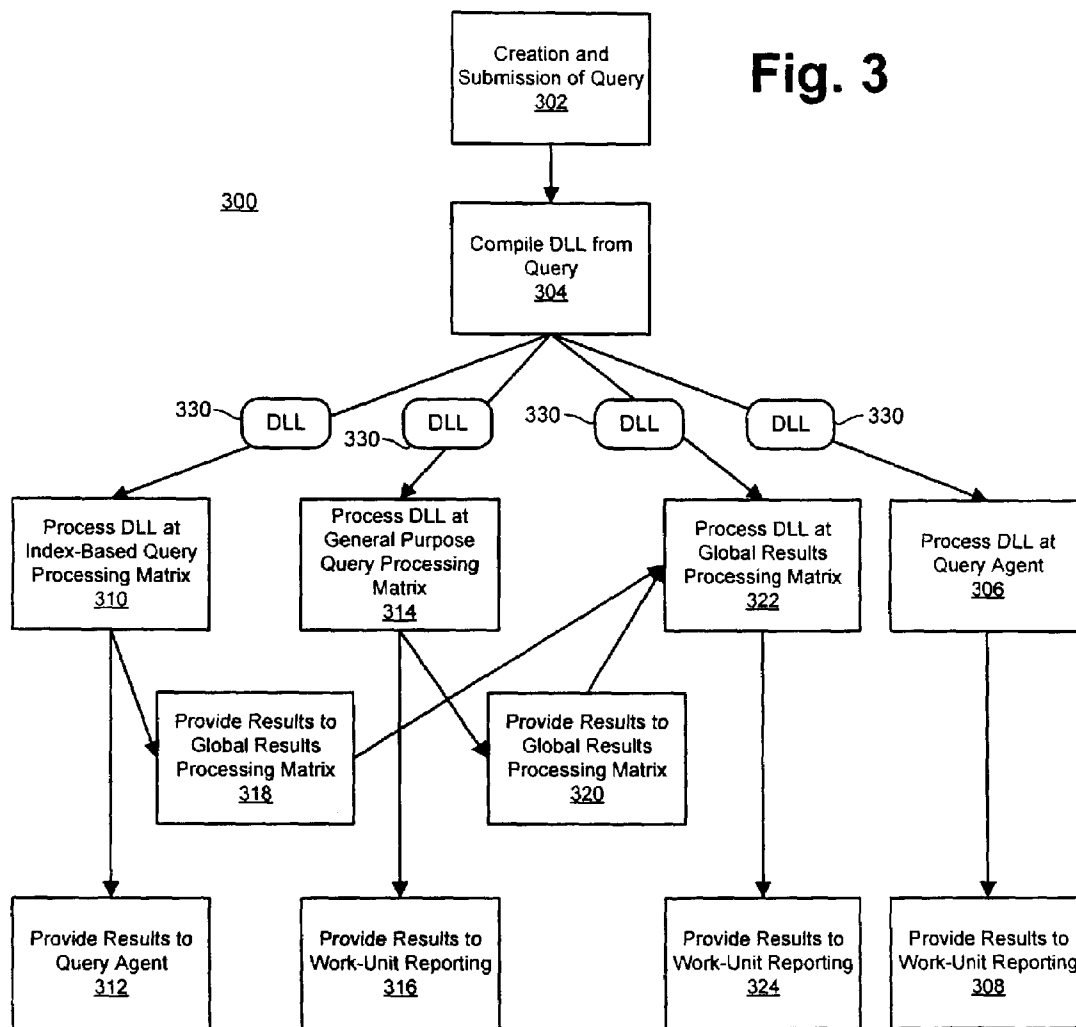 Creation and
Submission of Query
302
Fig. 3
300
Compile DLL from
Query
304
330
DLL
330
DLL
330
DLL
DLL
330
Process DLL at
Index-Based Query
Processing Matrix
310
Process DLL at
General Purpose
Query Processing
Matrix
314
Process DLL at
Global Results
Processing Matrix
322
Process DLL at
Query Agent
306
Provide Results to
Global Results
Processing Matrix
318
Provide Results to
Global Results
Processing Matrix
320
Provide Results to
Query Agent
312
Provide Results to
Work-Unit Reporting
316
Provide Results to
Work-Unit Reporting
324
Provide Results to
Work-Unit Reporting
308